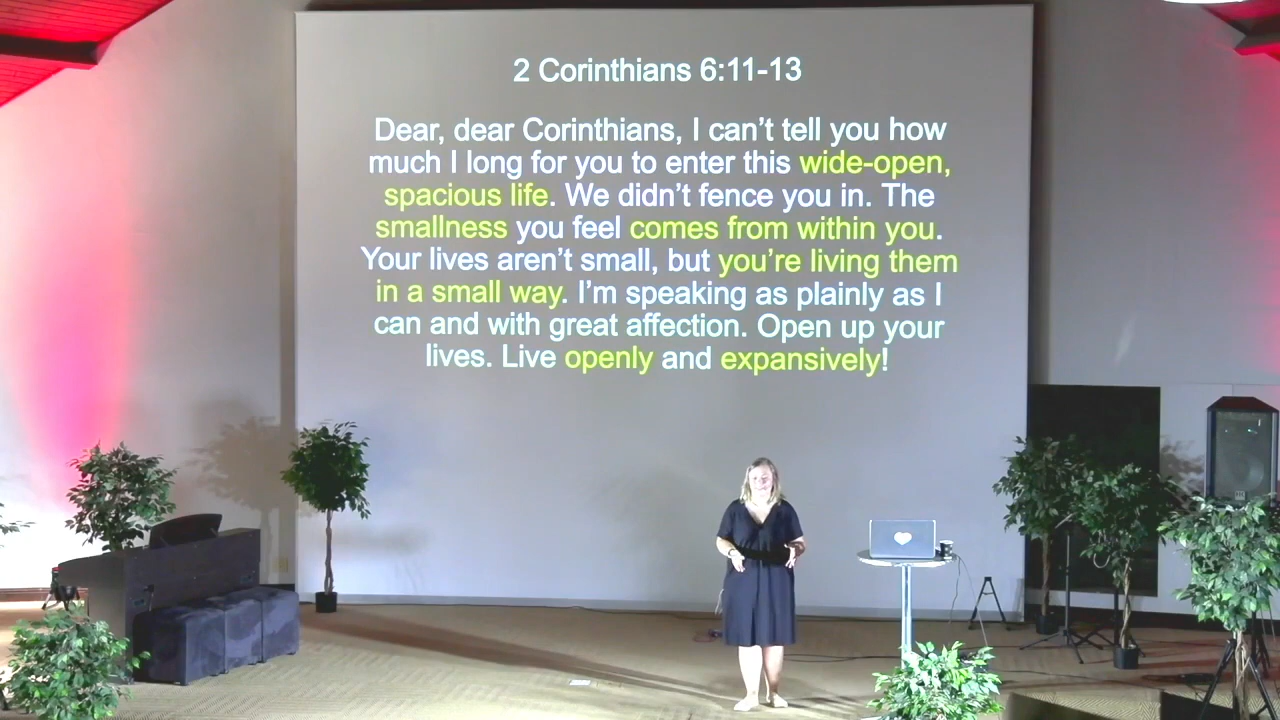 2 Corinthians 6:11-13
Dear, dear Corinthians, I can't tell you how
much I long for you to enter this wide-open,
spacious life. We didn't fence you in. The
smallness you feel comes from within you.
Your lives aren't small, but you're living them
in a small way. I'm speaking as plainly as I
can and with great affection. Open up your
lives. Live openly and expansively!